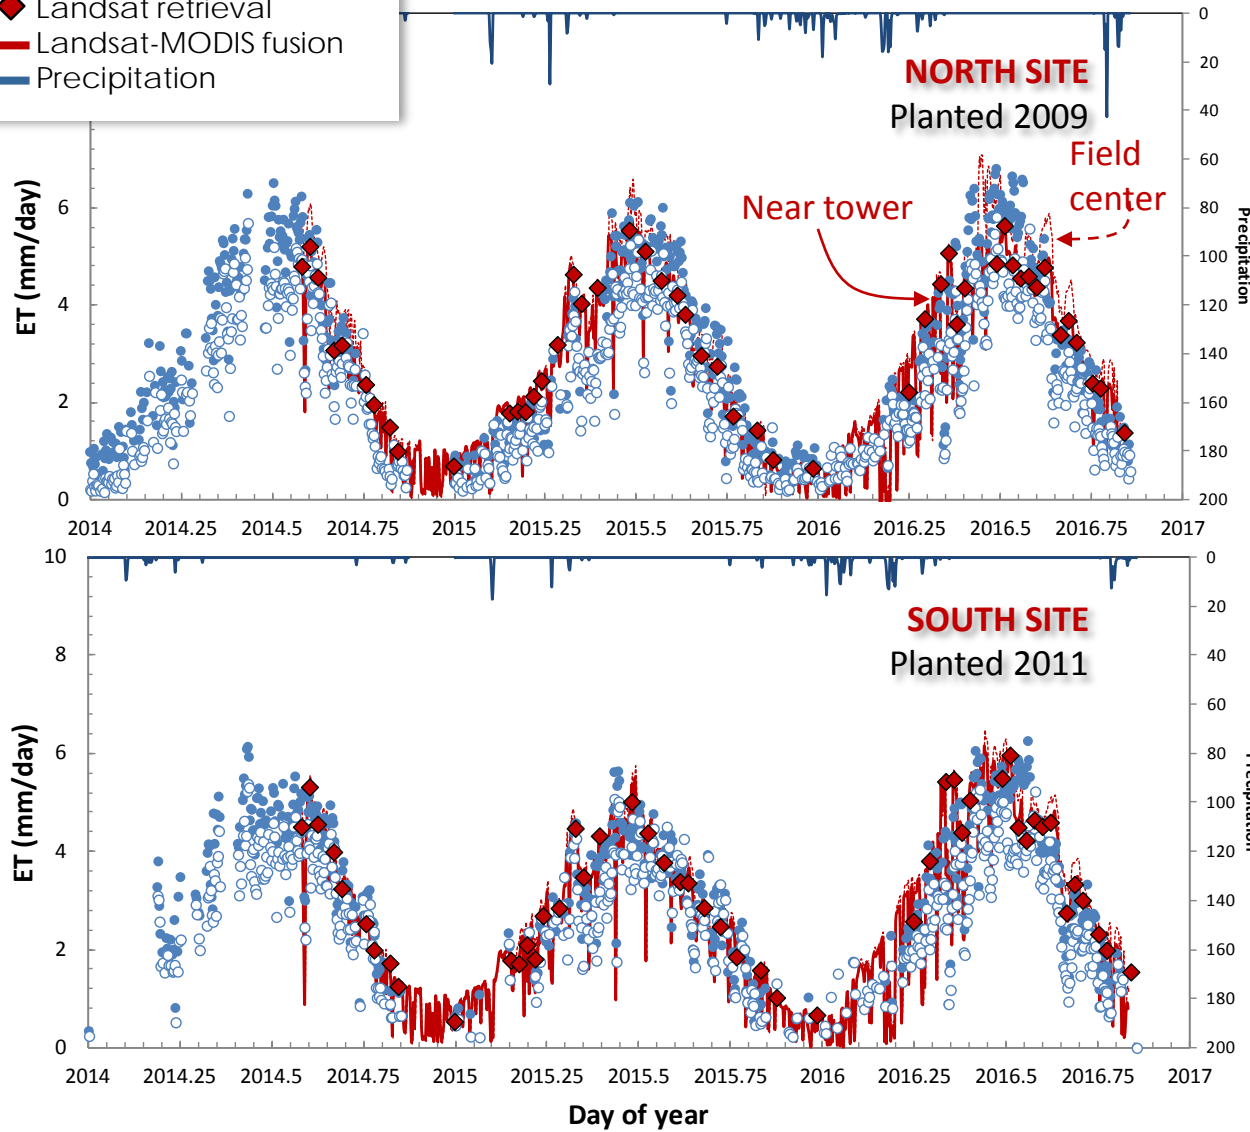 Landsat retrieval
Landsat-MODIS fusion
Precipitation
0
20
40
60
80
100
120
140
160
180
200
Precipitation
NORTH SITE
Planted 2009
Field
center
Near tower
ET (mm/day)
6
4
2
0
2014 2014.25 2014.5 2014.75 2015 2015.25 2015.5 2015.75 2016 2016.25 2016.5 2016.75 2017
10
8
6
4
2
0
ET (mm/day)
SOUTH SITE
Planted 2011
0
20
40
60
80
100
120
140
160
180
200
Precipitation
2014 2014.25 2014.5 2014.75 2015 2015.25 2015.5 2015.75 2016 2016.25 2016.5 2016.75 2017
Day of year